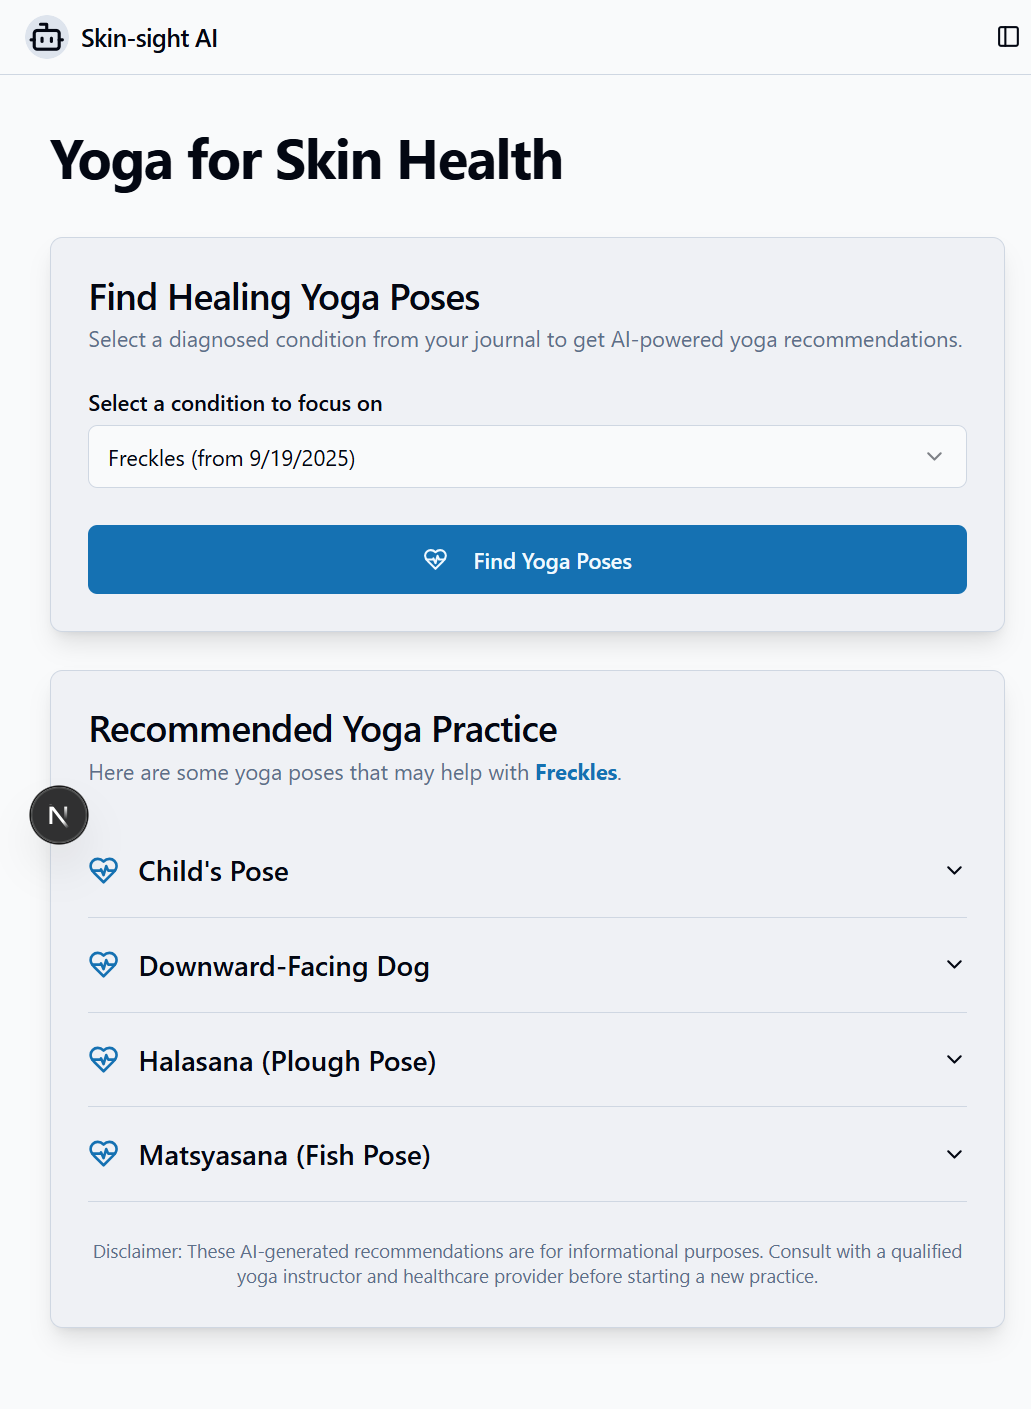 Skin-sight AI
Yoga for Skin Health
Find Healing Yoga Poses
Select a diagnosed condition from your journal to get AI-powered yoga recommendations.
Select a condition to focus on
Freckles (from 9/19/2025)
Find Yoga Poses
Recommended Yoga Practice
Here are some yoga poses that may help with Freckles.
N
Child's Pose
Downward-Facing Dog
Halasana (Plough Pose)
Matsyasana (Fish Pose)
Disclaimer: These AI-generated recommendations are for informational purposes. Consult with a qualified
yoga instructor and healthcare provider before starting a new practice.